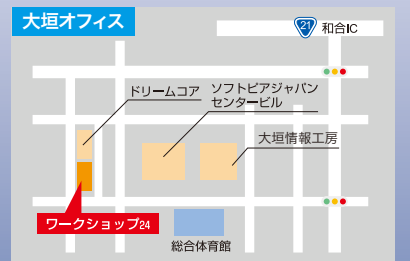 大垣オフィス
21 和合IC
ドリームコア
ソフトピアジャパン
センタービル
大垣情報工房
ワークショップ24
総合体育館